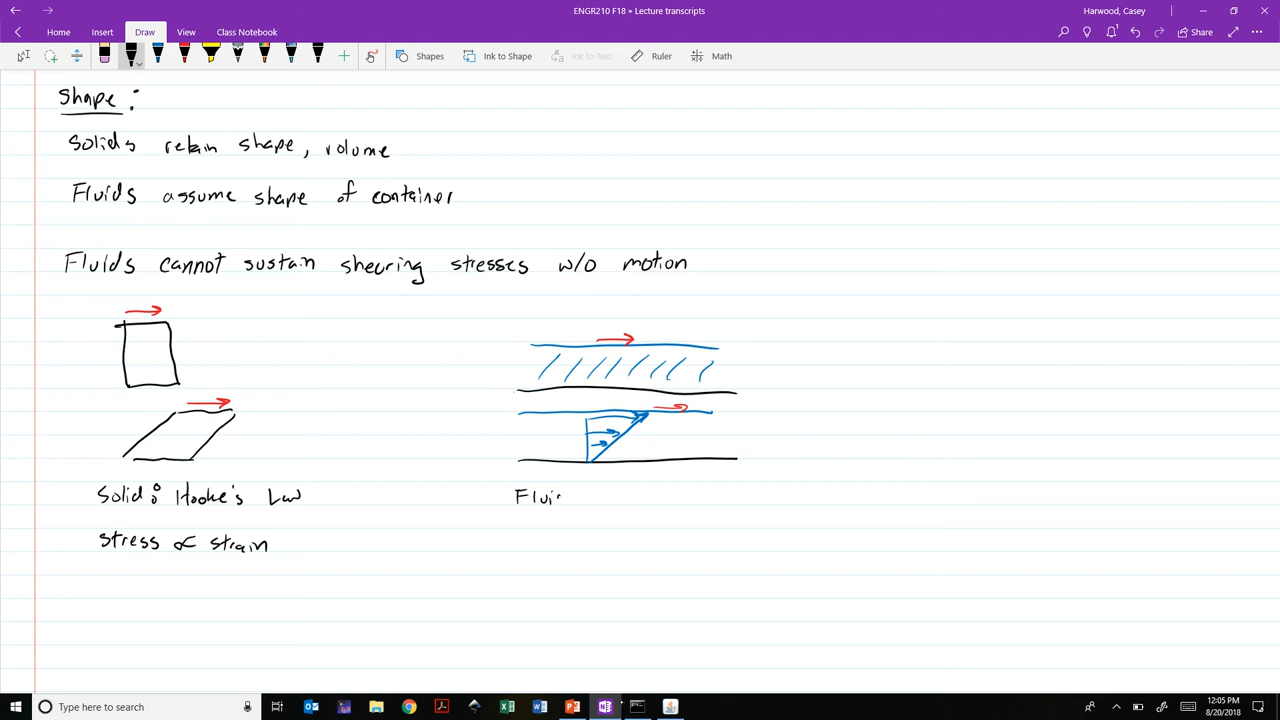 ENGR210 F18 » Lecture transcripts
Harwood, Casey
Home Insert Draw View Class Notebook
Share
Shapes Ink to Shape Ink to Text Ruler Math
Shape :
Solids retain shape, volume
Fluids assume shape of container
Fluids cannot sustain shearing stresses w/o motion
Solid : Hooke's Law
Flui
stress ∝ strain
Type here to search
12:05 PM
8/20/2018